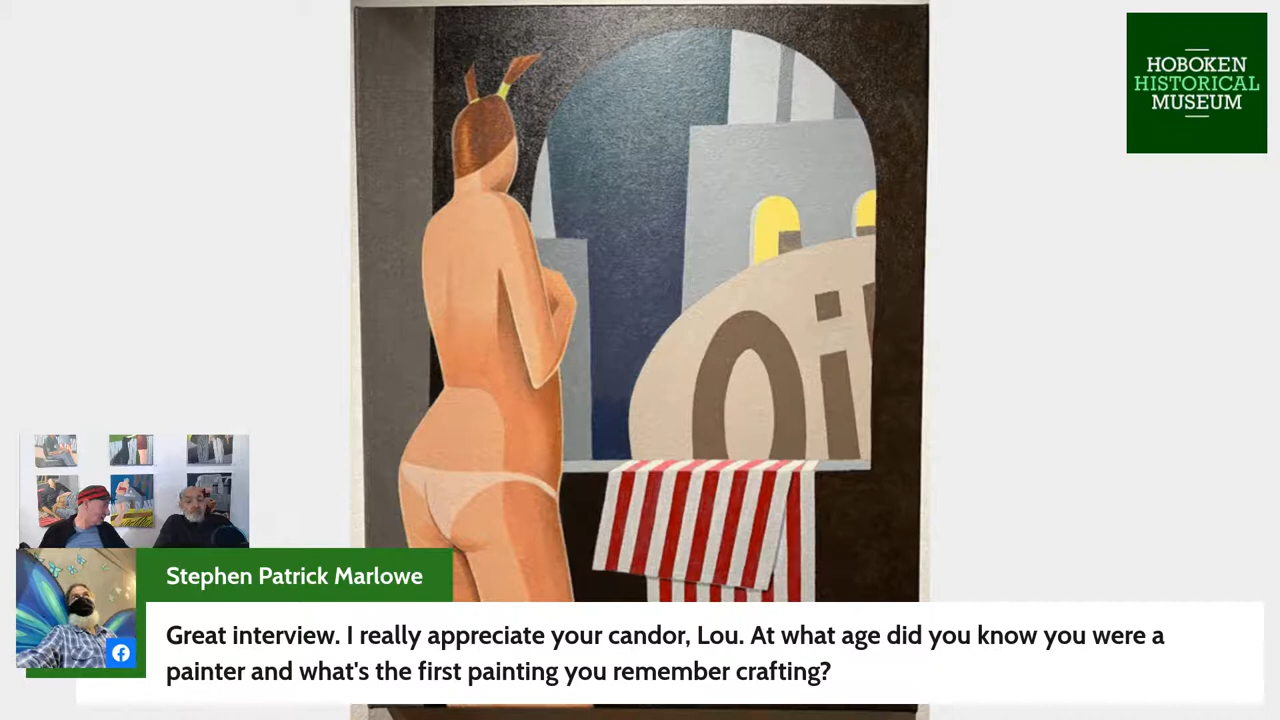 HOBOKEN
HISTORICAL
MUSEUM
Oil
Stephen Patrick Marlowe
Great interview. I really appreciate your candor, Lou. At what age did you know you were a
painter and what's the first painting you remember crafting?